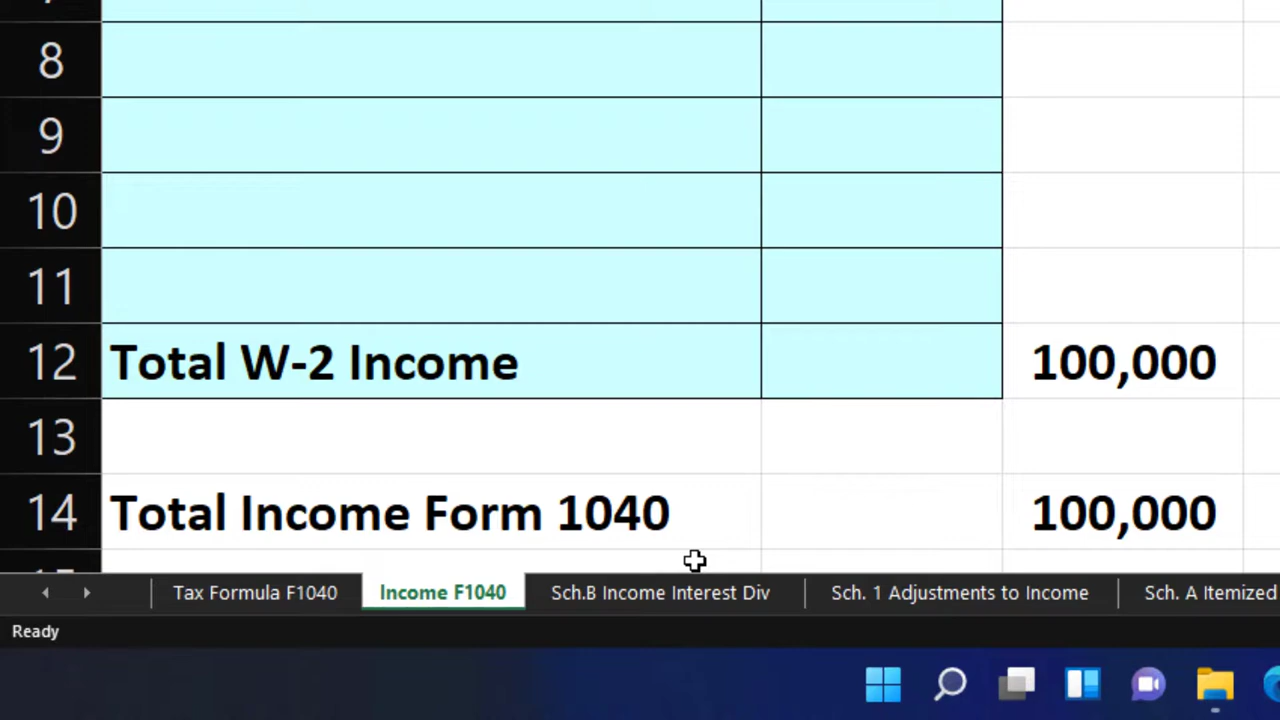 8
9
10
11
12 Total W-2 Income 100,000
13
14 Total Income Form 1040 100,000
Tax Formula F1040 Income F1040 Sch.B Income Interest Div Sch. 1 Adjustments to Income Sch. A Itemized
Ready